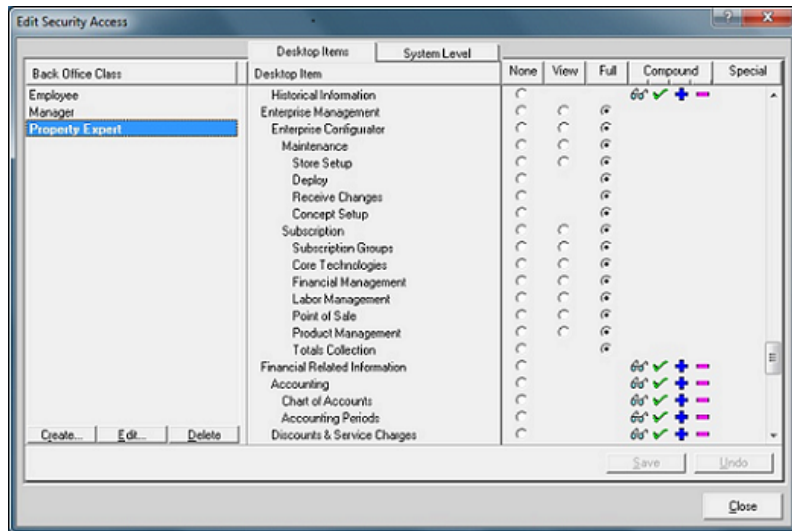 Edit Security Access
Desktop Items System Level
Back Office Class Desktop Item None View Full Compound Special
Employee Historical Information
Manager Enterprise Management
Property Expert Enterprise Configurator
Maintenance
Store Setup
Deploy
Receive Changes
Concept Setup
Subscription
Subscription Groups
Core Technologies
Financial Management
Labor Management
Point of Sale
Product Management
Totals Collection
Financial Related Information
Accounting
Chart of Accounts
Accounting Periods
Create... Edit... Delete Discounts & Service Charges
Save Undo
Close